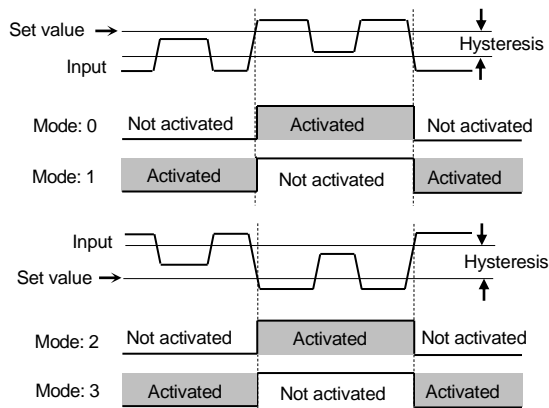 Set value
Hysteresis
Input
Mode: 0
Not activated
Activated
Not activated
Mode: 1
Activated
Not activated
Activated
Input
Hysteresis
Set value
Mode: 2
Not activated
Activated
Not activated
Mode: 3
Activated
Not activated
Activated